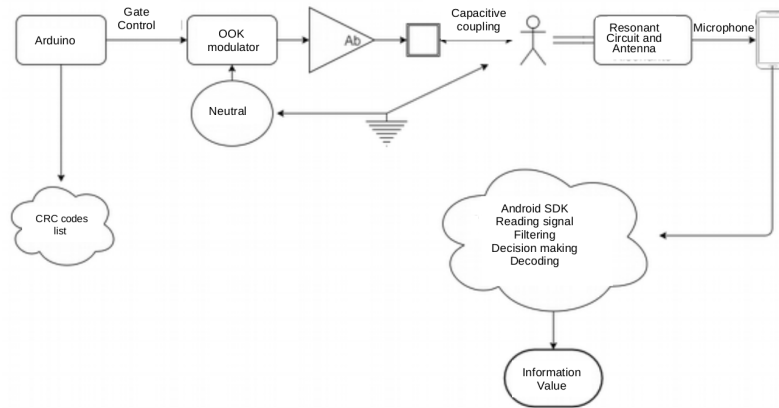 Arduino
Gate
Control
OOK
modulator
Ab
Capacitive
coupling
Resonant
Circuit and
Antenna
Microphone
Neutral
CRC codes
list
Android SDK
Reading signal
Filtering
Decision making
Decoding
Information
Value